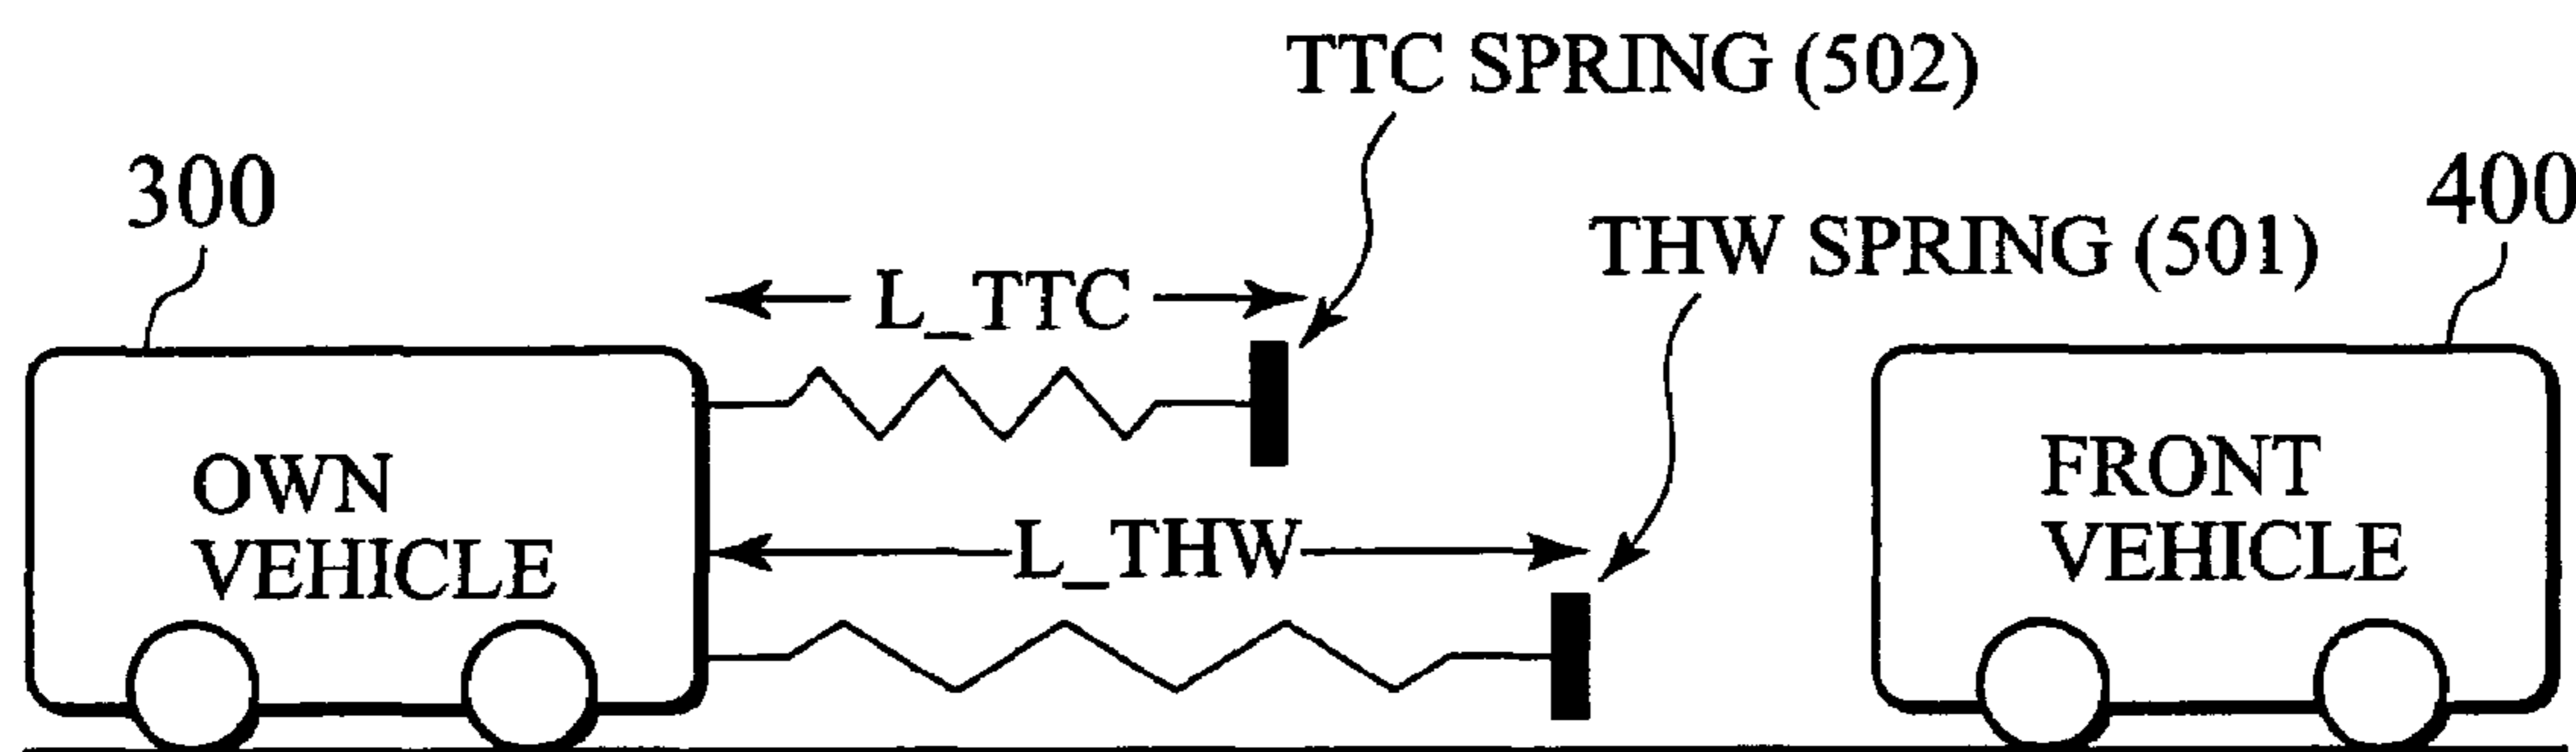 TTC SPRING (502)
300
THW SPRING (501)
400
L_TTC
OWN
VEHICLE
L_THW
FRONT
VEHICLE